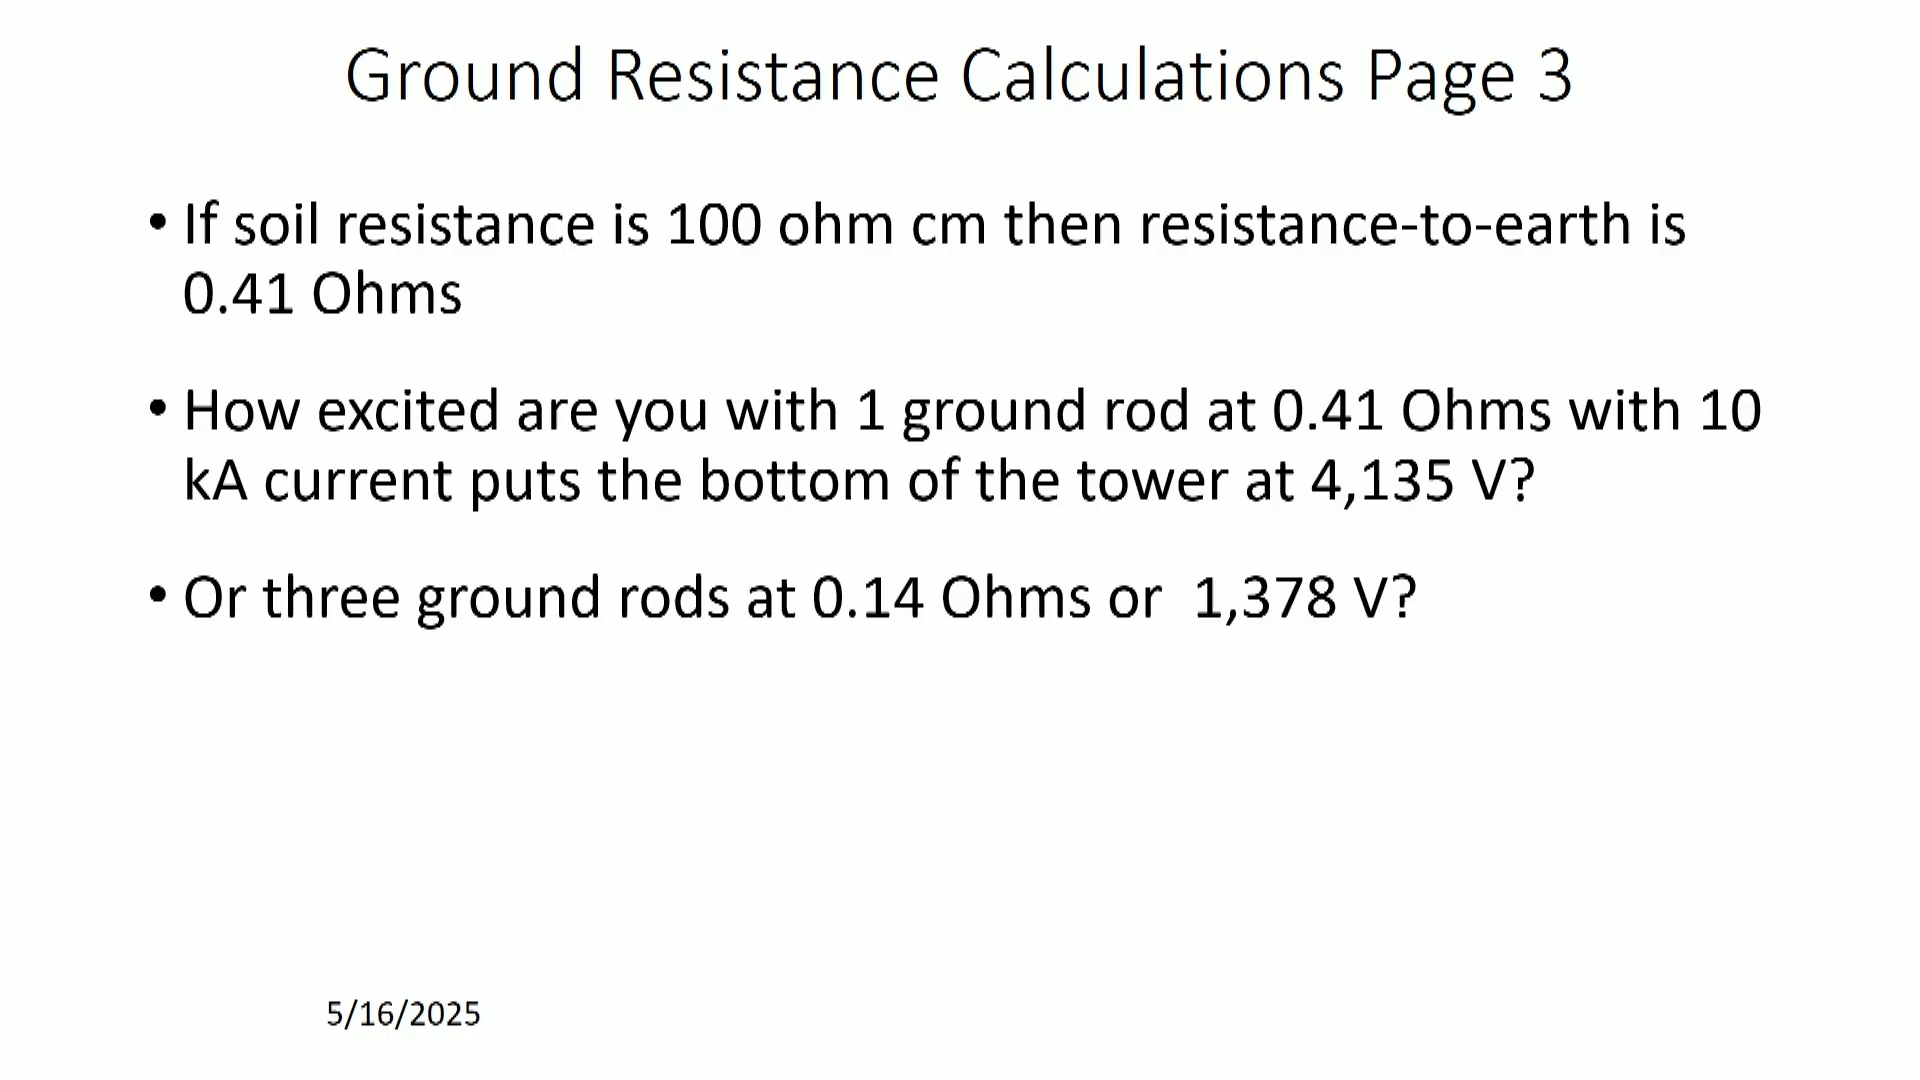 Ground Resistance Calculations Page 3
• If soil resistance is 100 ohm cm then resistance-to-earth is
0.41 Ohms
• How excited are you with 1 ground rod at 0.41 Ohms with 10
kA current puts the bottom of the tower at 4,135 V?
• Or three ground rods at 0.14 Ohms or  1,378 V?
5/16/2025